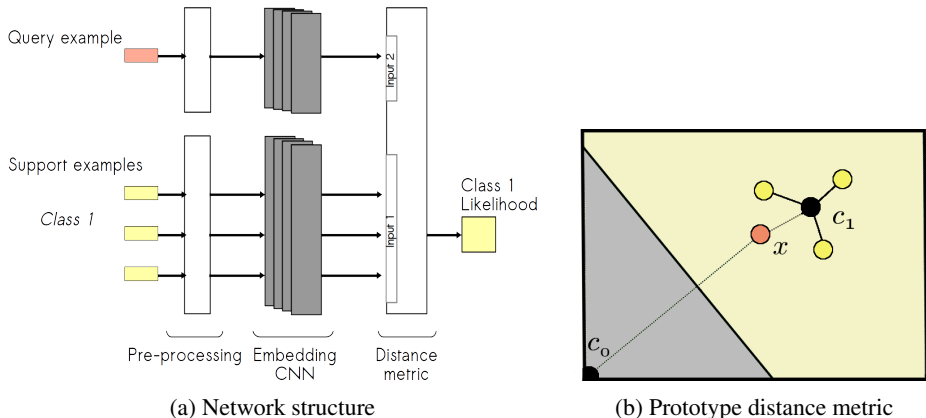 Query example
Input 2
Support examples
Class 1
Input 1
Class 1
Likelihood
Pre-processing
Embedding
CNN
Distance
metric
(a) Network structure
c₁
x
c₀
(b) Prototype distance metric